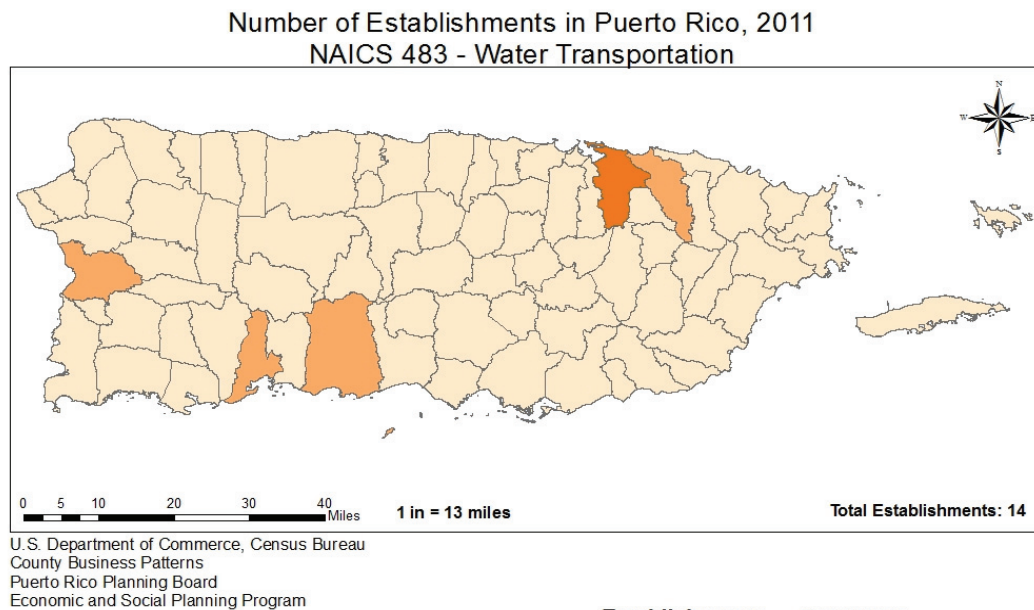 Number of Establishments in Puerto Rico, 2011
NAICS 483 - Water Transportation
N
W E
S
0 5 10 20 30 40
Miles
1 in = 13 miles
Total Establishments: 14
U.S. Department of Commerce, Census Bureau
County Business Patterns
Puerto Rico Planning Board
Economic and Social Planning Program